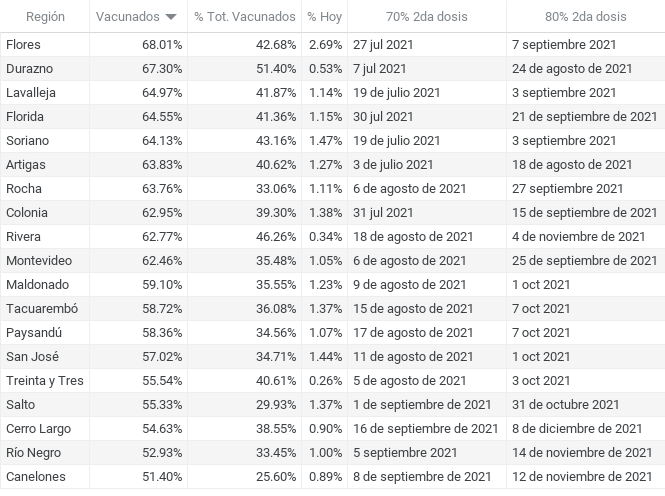 Región Vacunados % Tot. Vacunados % Hoy 70% 2da dosis 80% 2da dosis
Flores 68.01% 42.68% 2.69% 27 jul 2021 7 septiembre 2021
Durazno 67.30% 51.40% 0.53% 7 jul 2021 24 de agosto de 2021
Lavalleja 64.97% 41.87% 1.14% 19 de julio 2021 3 septiembre 2021
Florida 64.55% 41.36% 1.15% 30 jul 2021 21 de septiembre de 2021
Soriano 64.13% 43.16% 1.47% 19 de julio 2021 3 septiembre 2021
Artigas 63.83% 40.62% 1.27% 3 de julio 2021 18 de agosto de 2021
Rocha 63.76% 33.06% 1.11% 6 de agosto de 2021 27 septiembre 2021
Colonia 62.95% 39.30% 1.38% 31 jul 2021 15 de septiembre de 2021
Rivera 62.77% 46.26% 0.34% 18 de agosto de 2021 4 de noviembre de 2021
Montevideo 62.46% 35.48% 1.05% 6 de agosto de 2021 25 de septiembre de 2021
Maldonado 59.10% 35.55% 1.23% 9 de agosto de 2021 1 oct 2021
Tacuarembó 58.72% 36.08% 1.37% 15 de agosto de 2021 7 oct 2021
Paysandú 58.36% 34.56% 1.07% 17 de agosto de 2021 7 oct 2021
San José 57.02% 34.71% 1.44% 11 de agosto de 2021 1 oct 2021
Treinta y Tres 55.54% 40.61% 0.26% 5 de agosto de 2021 3 oct 2021
Salto 55.33% 29.93% 1.37% 1 de septiembre de 2021 31 de octubre de 2021
Cerro Largo 54.63% 38.55% 0.90% 16 de septiembre de 2021 8 de diciembre de 2021
Río Negro 52.93% 33.45% 1.00% 5 septiembre 2021 14 de noviembre de 2021
Canelones 51.40% 25.60% 0.89% 8 de septiembre de 2021 12 de noviembre de 2021